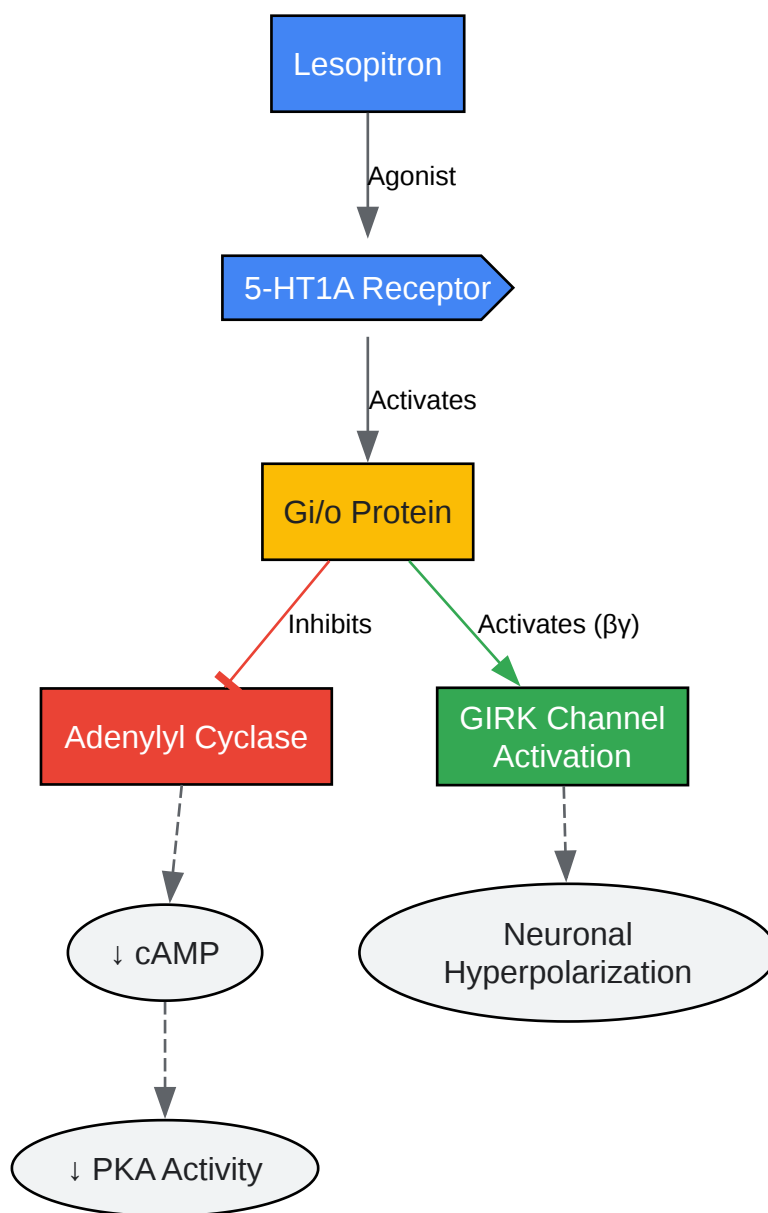 Lesopitron
Agonist
5-HT1A Receptor
Activates
Gi/o Protein
Inhibits
Activates (βγ)
Adenylyl Cyclase
GIRK Channel
Activation
↓ cAMP
Neuronal
Hyperpolarization
↓ PKA Activity